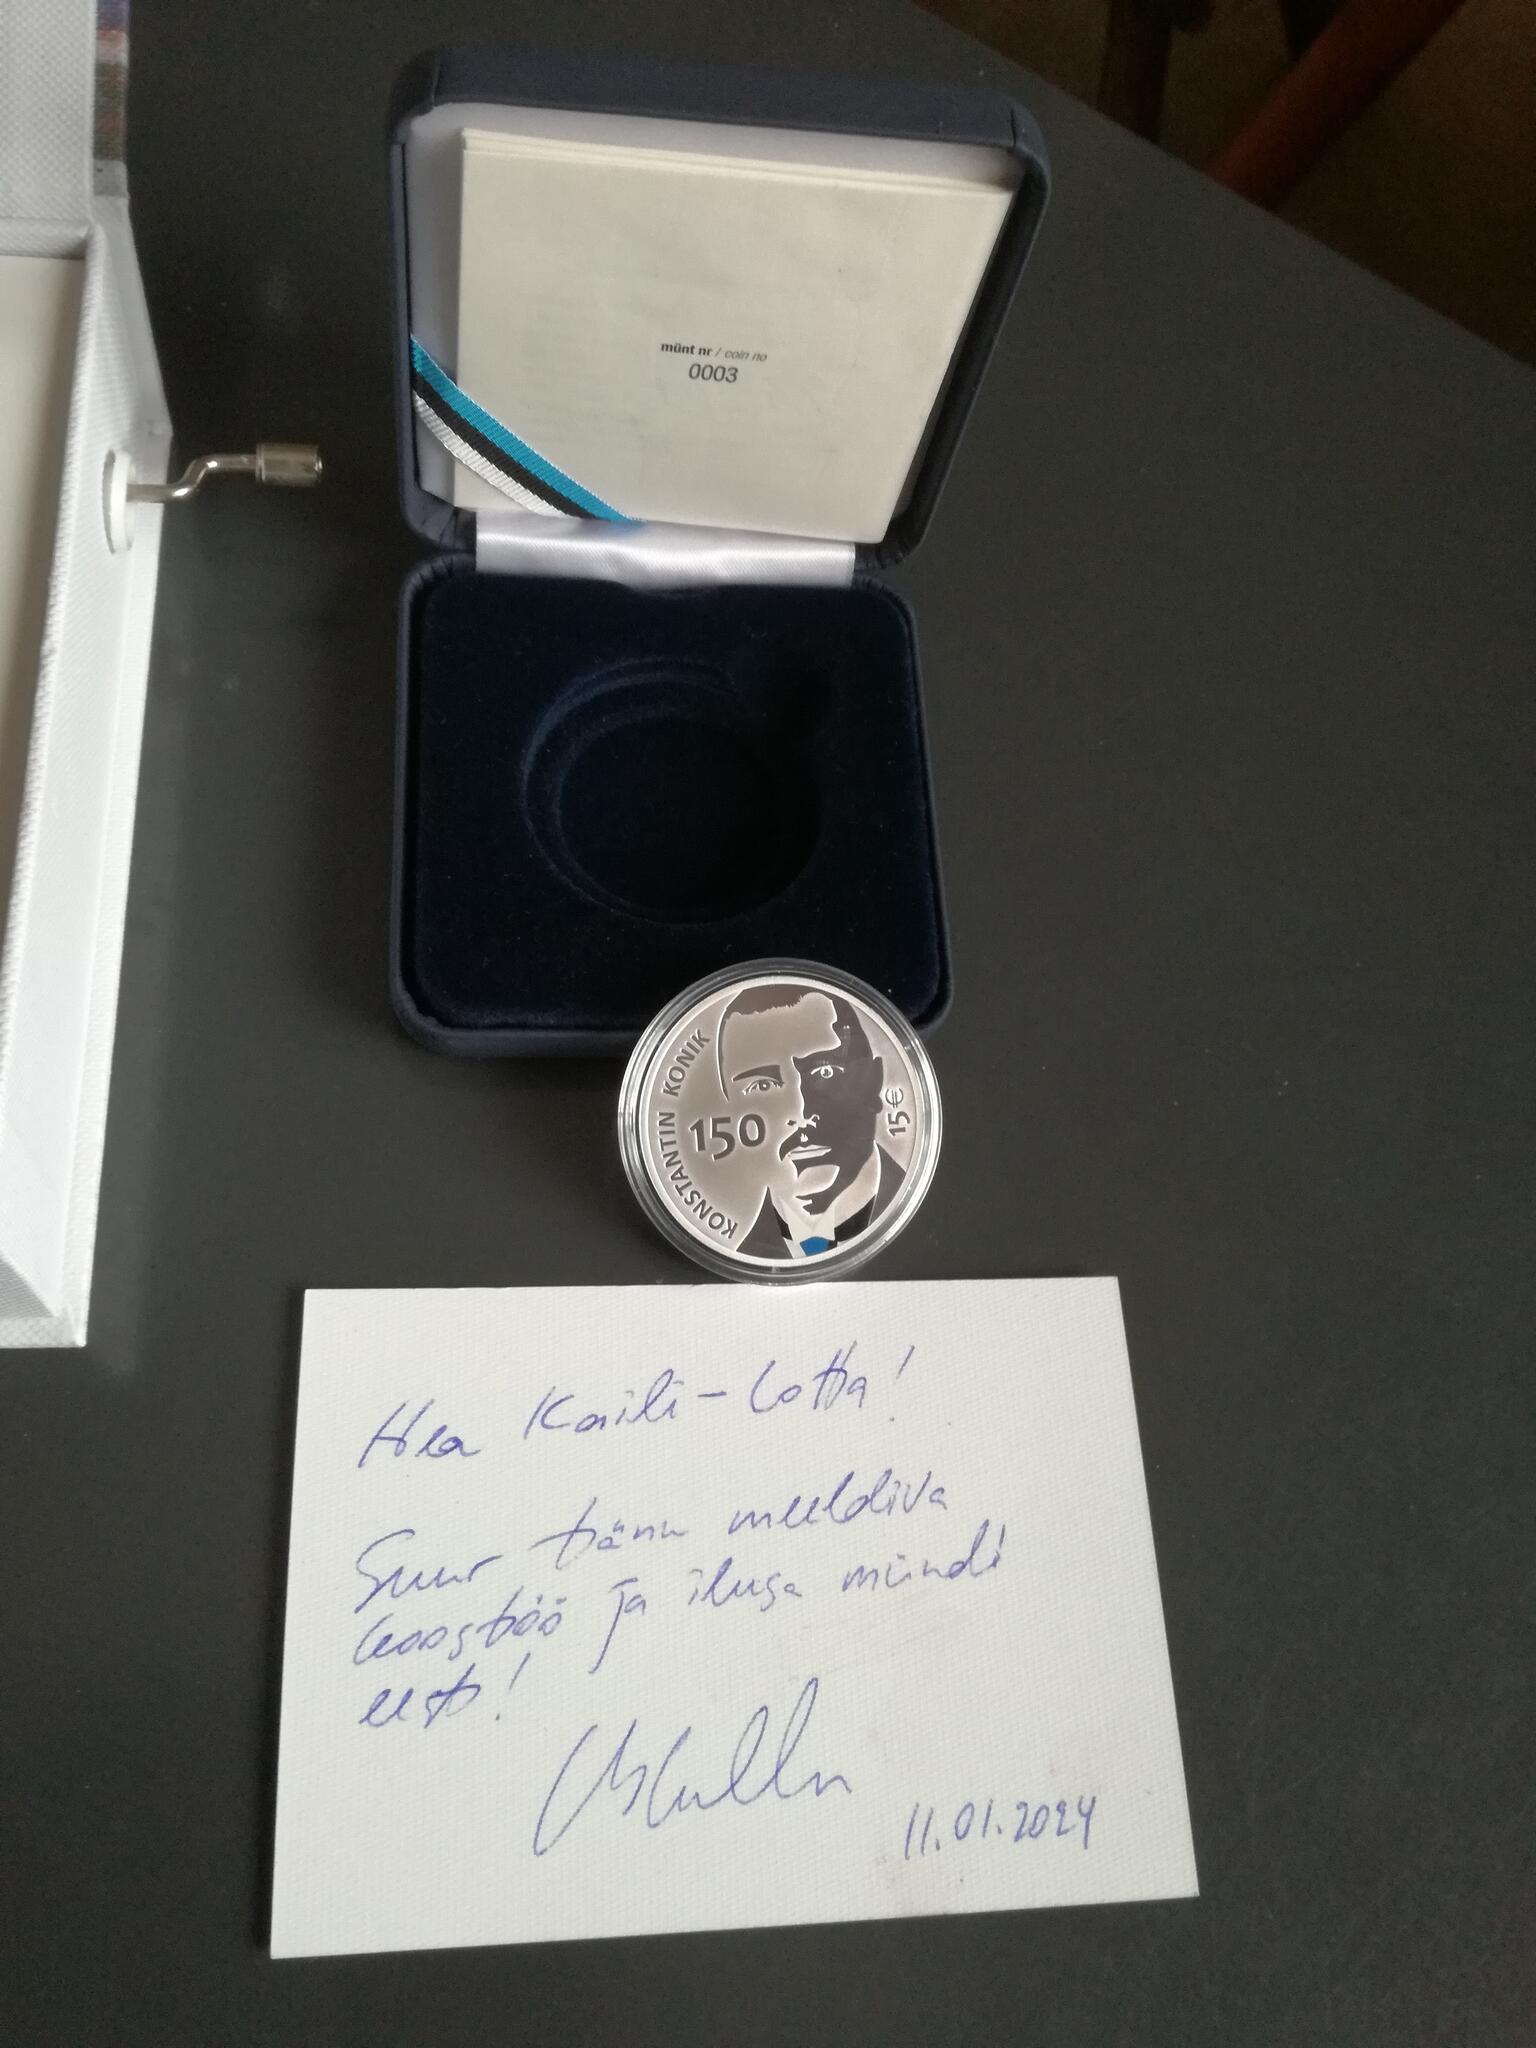 münt nr / coin no
0003
KONSTANTIN KONIK
150
15€
Hea Kaili-Lotta!
Suur tänu meeldiva
koostöö ja ilusa mündi
eest!
11.01.2024